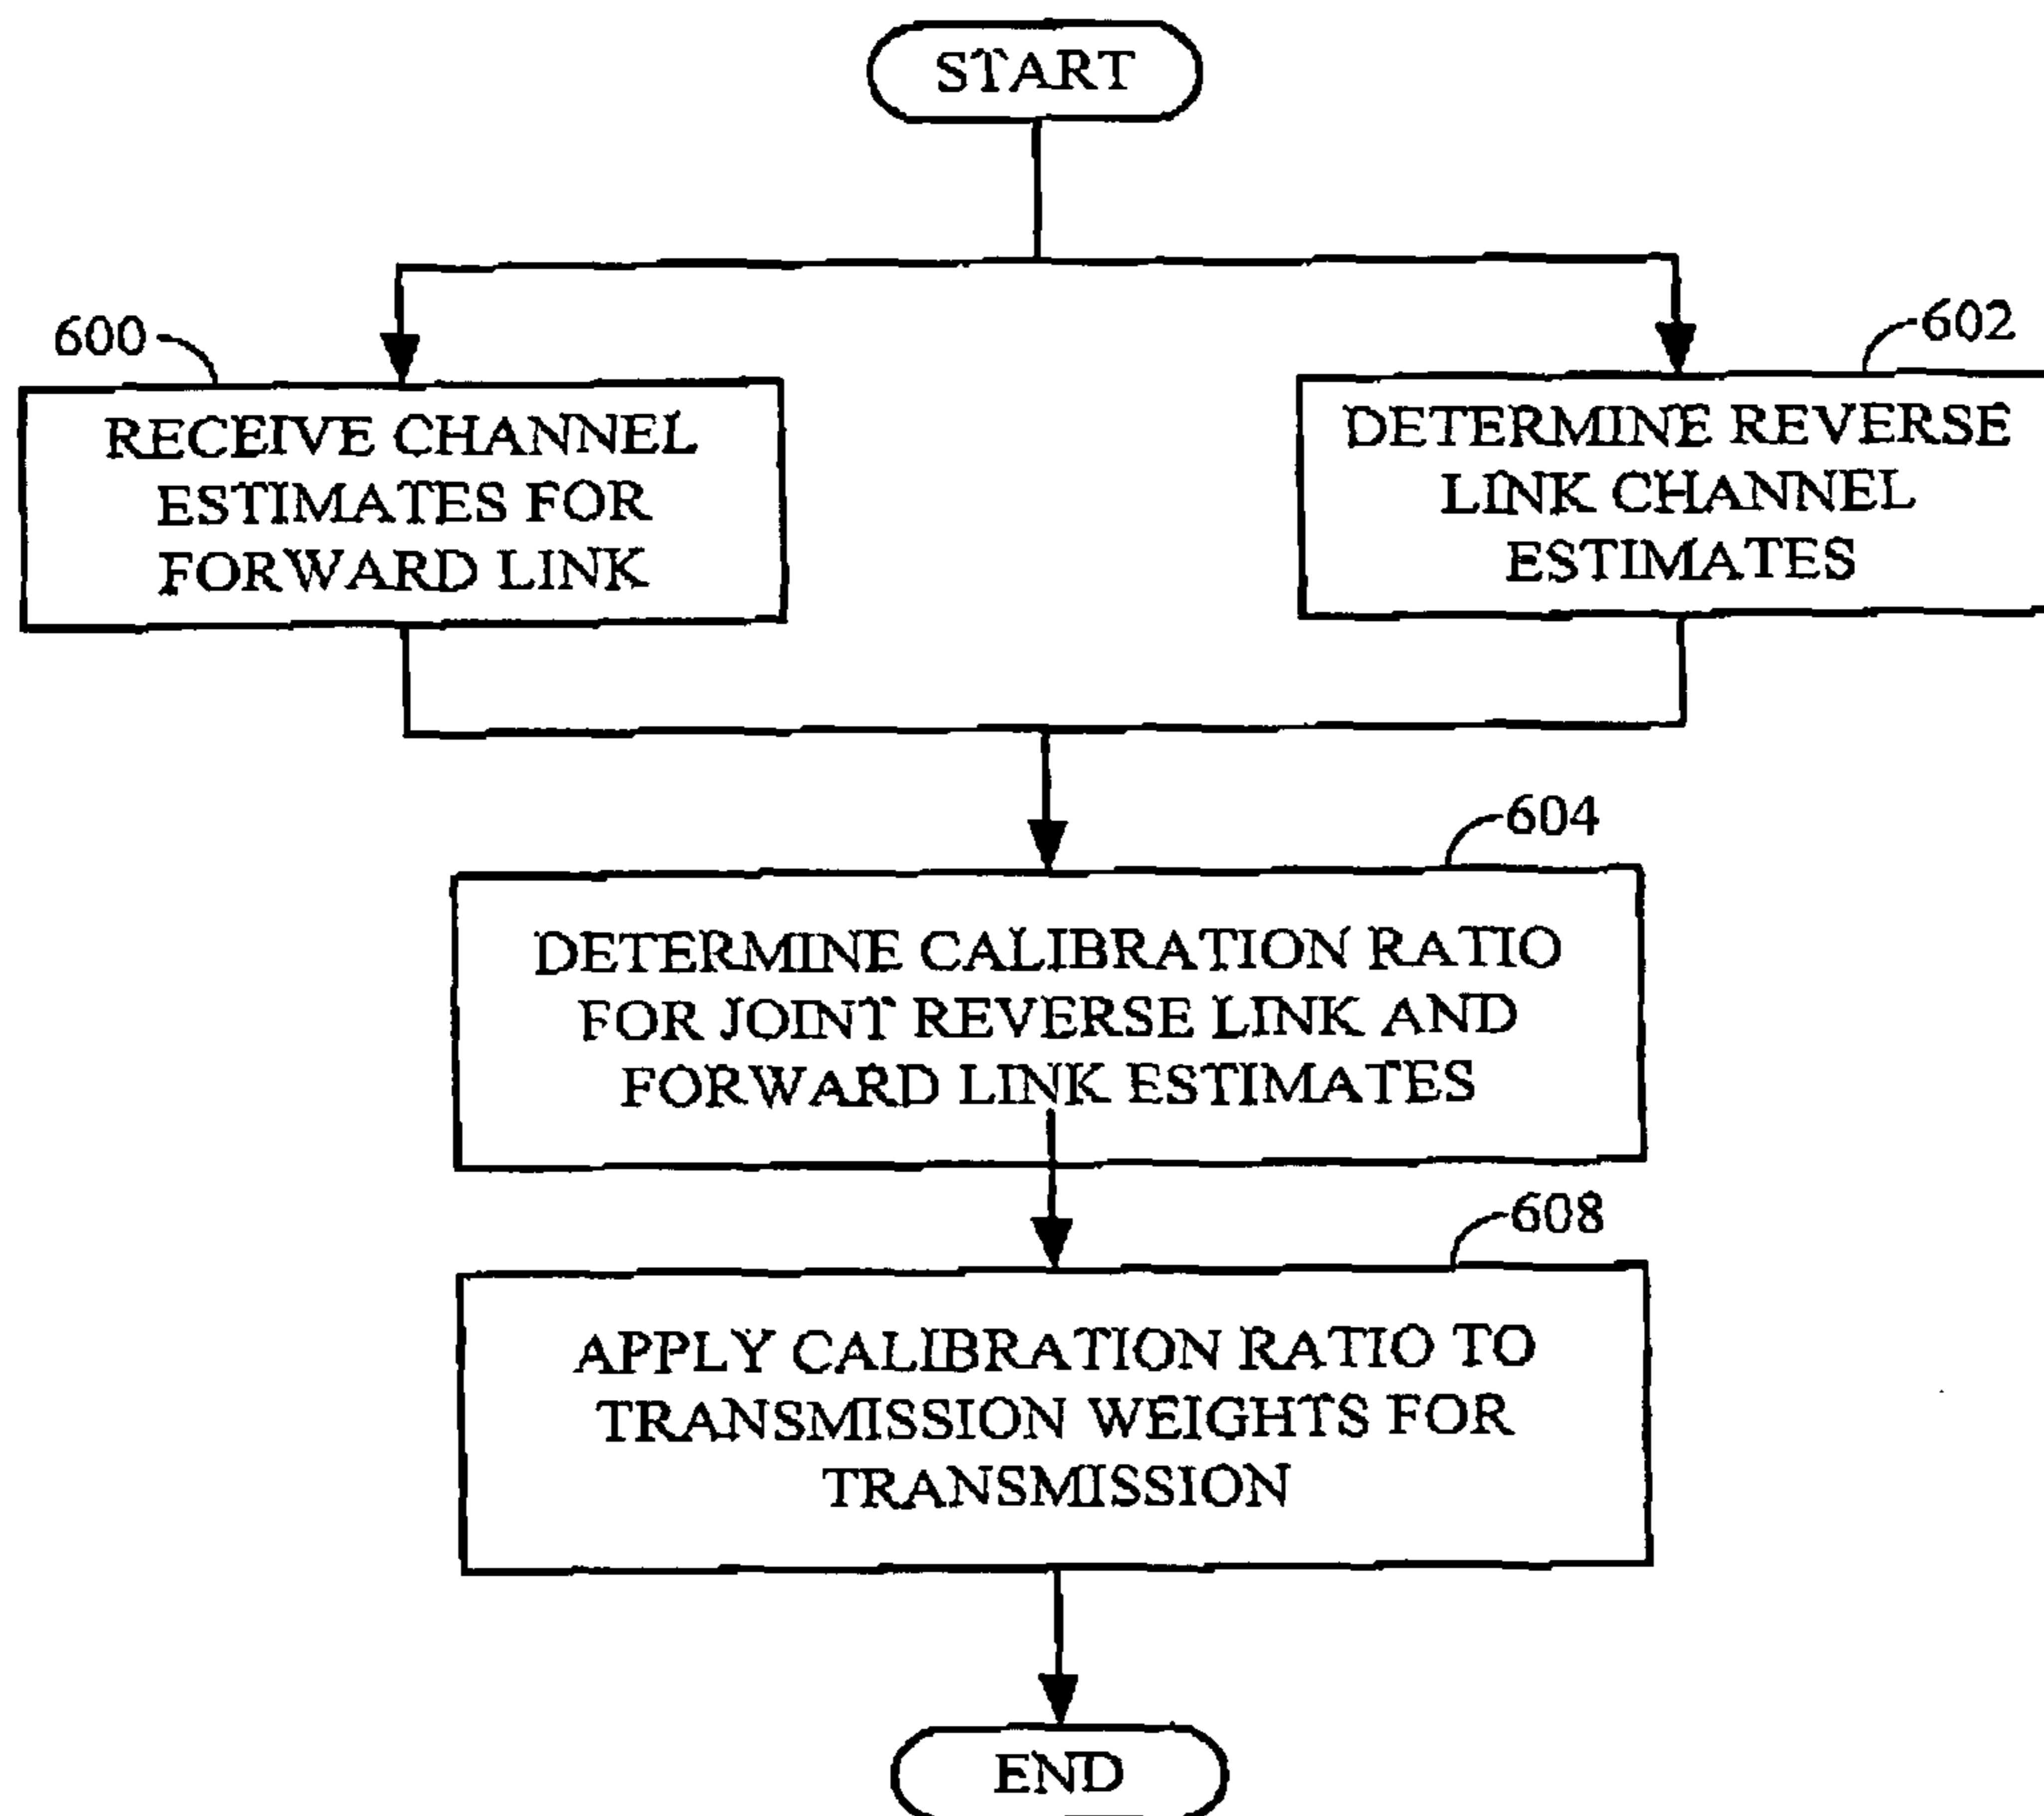 START
600
RECEIVE CHANNEL
ESTIMATES FOR
FORWARD LINK
602
DETERMINE REVERSE
LINK CHANNEL
ESTIMATES
604
DETERMINE CALIBRATION RATIO
FOR JOINT REVERSE LINK AND
FORWARD LINK ESTIMATES
608
APPLY CALIBRATION RATIO TO
TRANSMISSION WEIGHTS FOR
TRANSMISSION
END